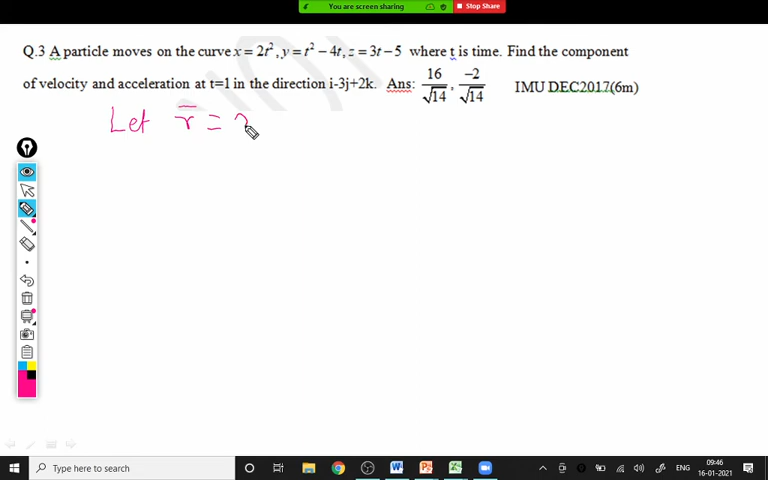 You are screen sharing Stop Share
Q.3 A particle moves on the curve x = 2t², y = t² − 4t, z = 3t − 5 where t is time. Find the component
of velocity and acceleration at t=1 in the direction i-3j+2k. Ans: 16/√14, −2/√14 IMU DEC2017(6m)
Let r̄ =
Type here to search
ENG
09:46
16-01-2021